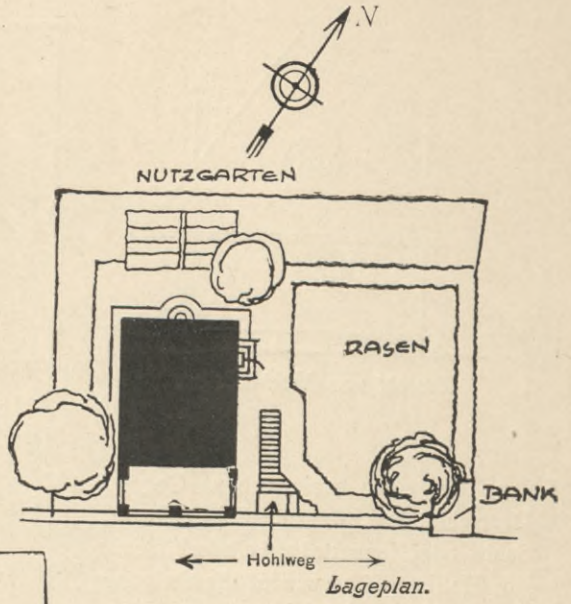 N
NUTZGARTEN
RASEN
BANK
Hohlweg
Lageplan.